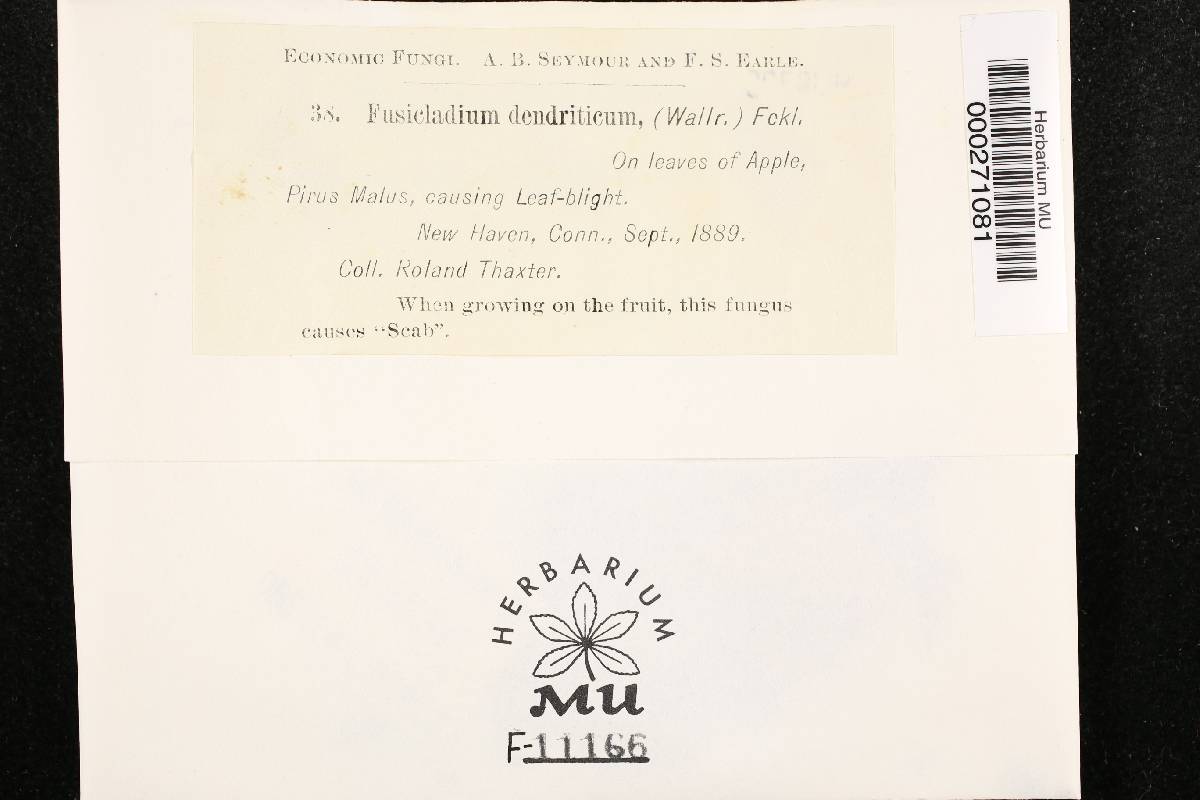 Economic Fungi. A. B. Seymour and F. S. Earle.
38. Fusicladium dendriticum, (Wallr.) Fckl.
On leaves of Apple,
Pirus Malus, causing Leaf-blight.
New Haven, Conn., Sept., 1889.
Coll. Roland Thaxter.
When growing on the fruit, this fungus
causes "Scab".
Herbarium MU
000271081
HERBARIUM
MU
F-11166